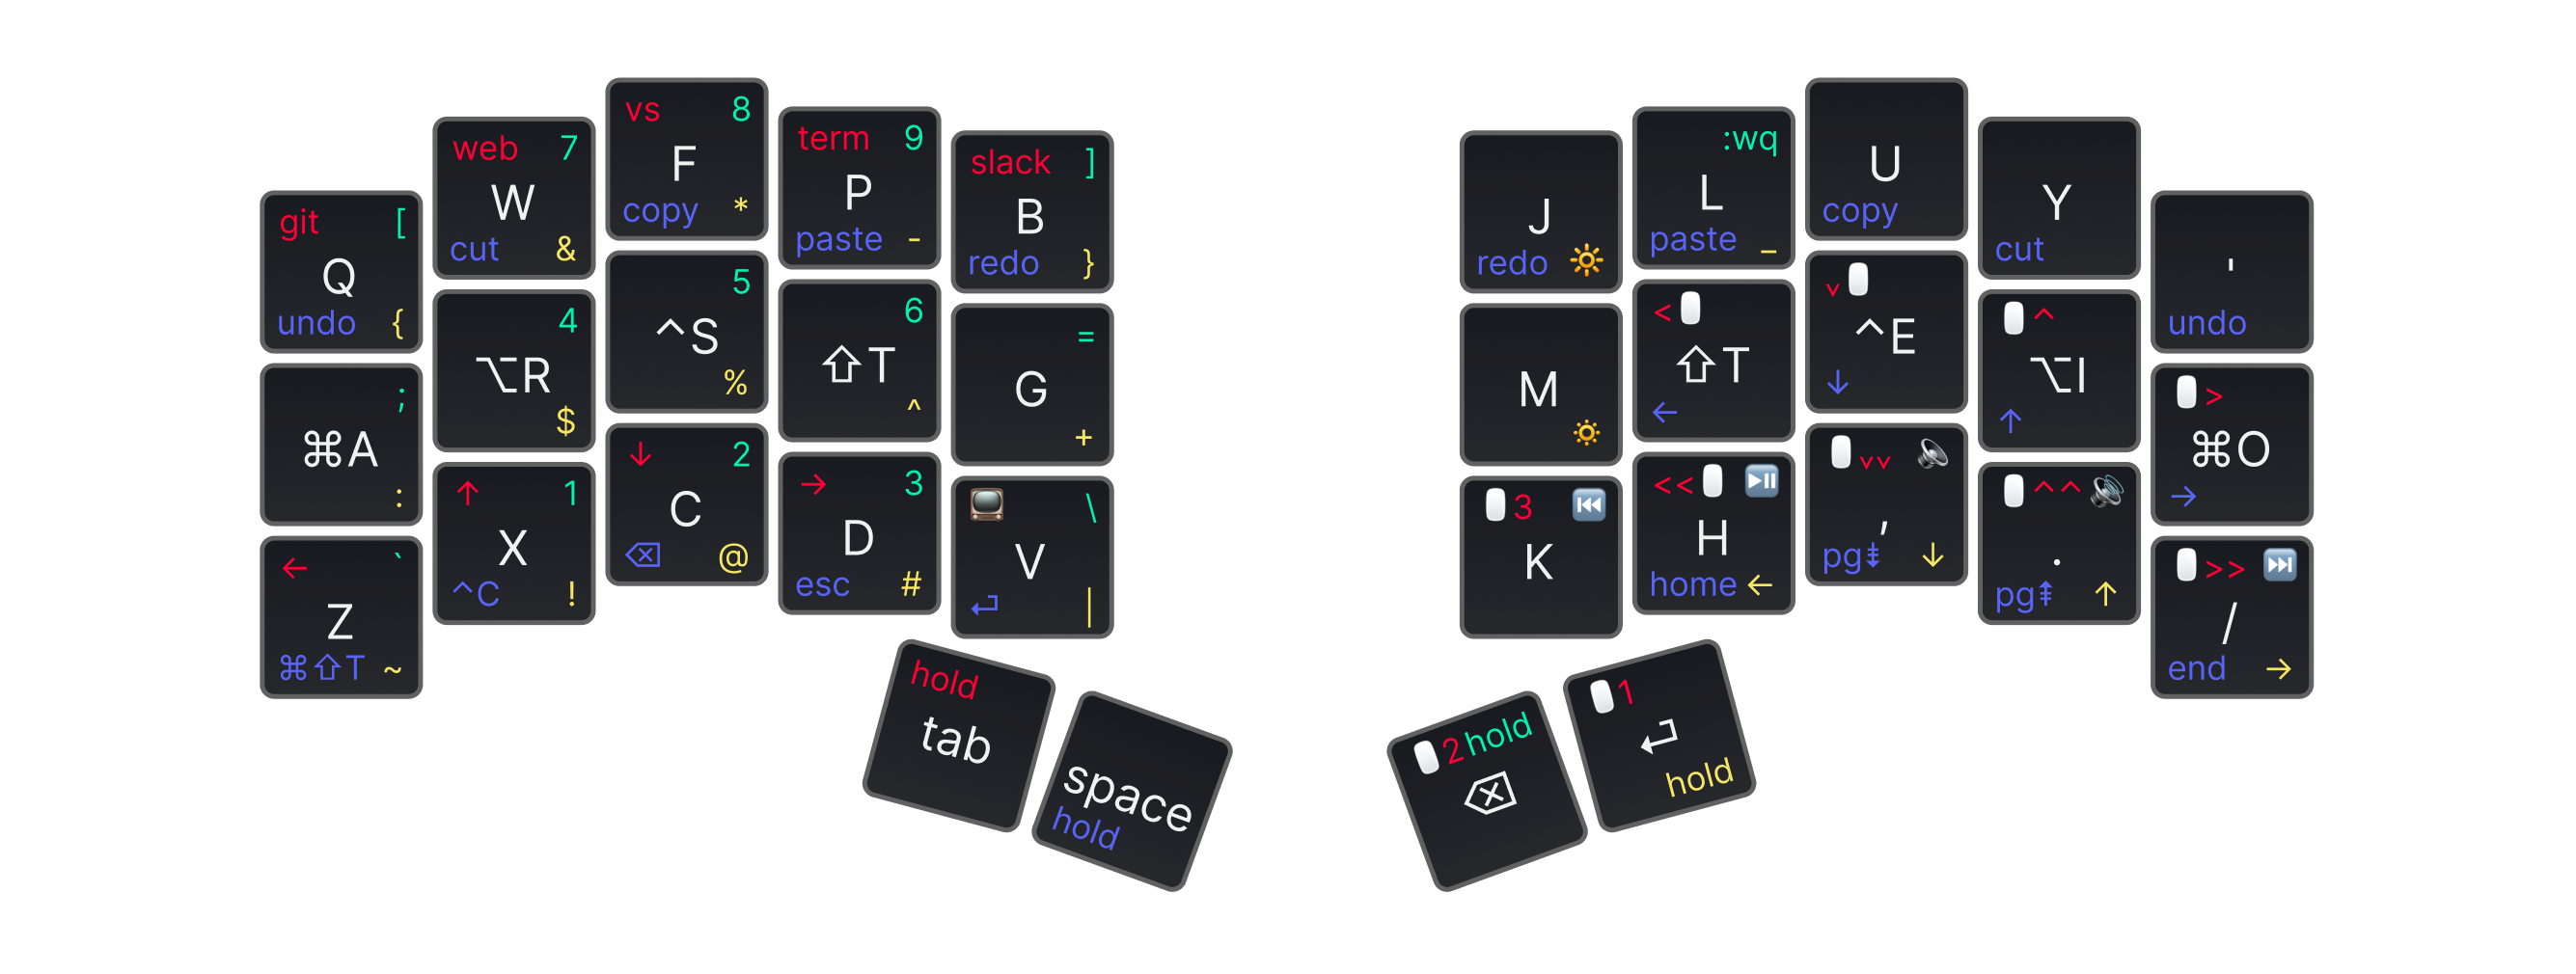 git [
Q
undo {
web 7
W
cut &
vs 8
F
copy *
term 9
P
paste -
slack ]
B
redo }
J
redo 🔆
:wq
L
paste _
U
copy
Y
cut
'
undo
;
⌘A
:
4
⌥R
$
5
^S
%
6
⇧T
^
=
G
+
M
🔅
<
⇧T
←
˅
^E
↓
^
⌥I
↑
>
⌘O
→
← `
Z
⌘⇧T ~
↑ 1
X
^C !
↓ 2
C
⌫ @
→ 3
D
esc #
📺 \
V
↵ |
3 ⏮
K
<< ⏯
H
home ←
˅˅ 🔈
,
pg⇟ ↓
^^ 🔊
.
pg⇞ ↑
>> ⏭
/
end →
hold
tab
space
hold
2 hold
⌫
1
↵
hold